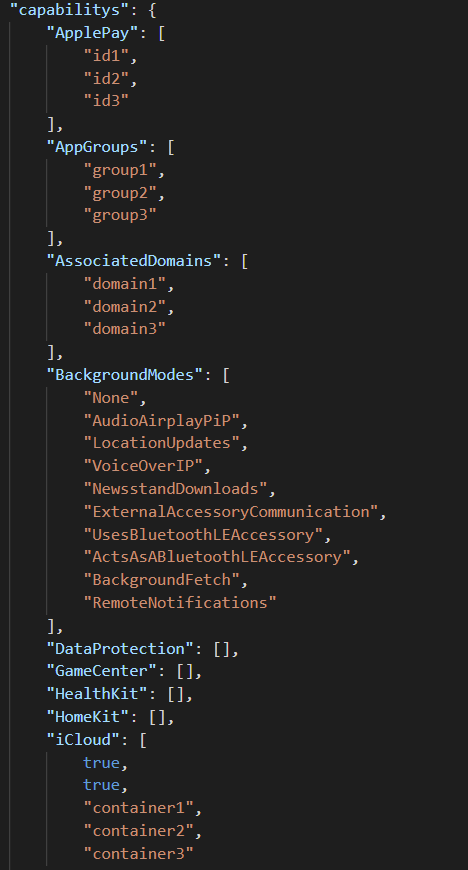 "capabilitys": {
"ApplePay": [
"id1",
"id2",
"id3"
],
"AppGroups": [
"group1",
"group2",
"group3"
],
"AssociatedDomains": [
"domain1",
"domain2",
"domain3"
],
"BackgroundModes": [
"None",
"AudioAirplayPiP",
"LocationUpdates",
"VoiceOverIP",
"NewsstandDownloads",
"ExternalAccessoryCommunication",
"UsesBluetoothLEAccessory",
"ActsAsABluetoothLEAccessory",
"BackgroundFetch",
"RemoteNotifications"
],
"DataProtection": [],
"GameCenter": [],
"HealthKit": [],
"HomeKit": [],
"iCloud": [
true,
true,
"container1",
"container2",
"container3"